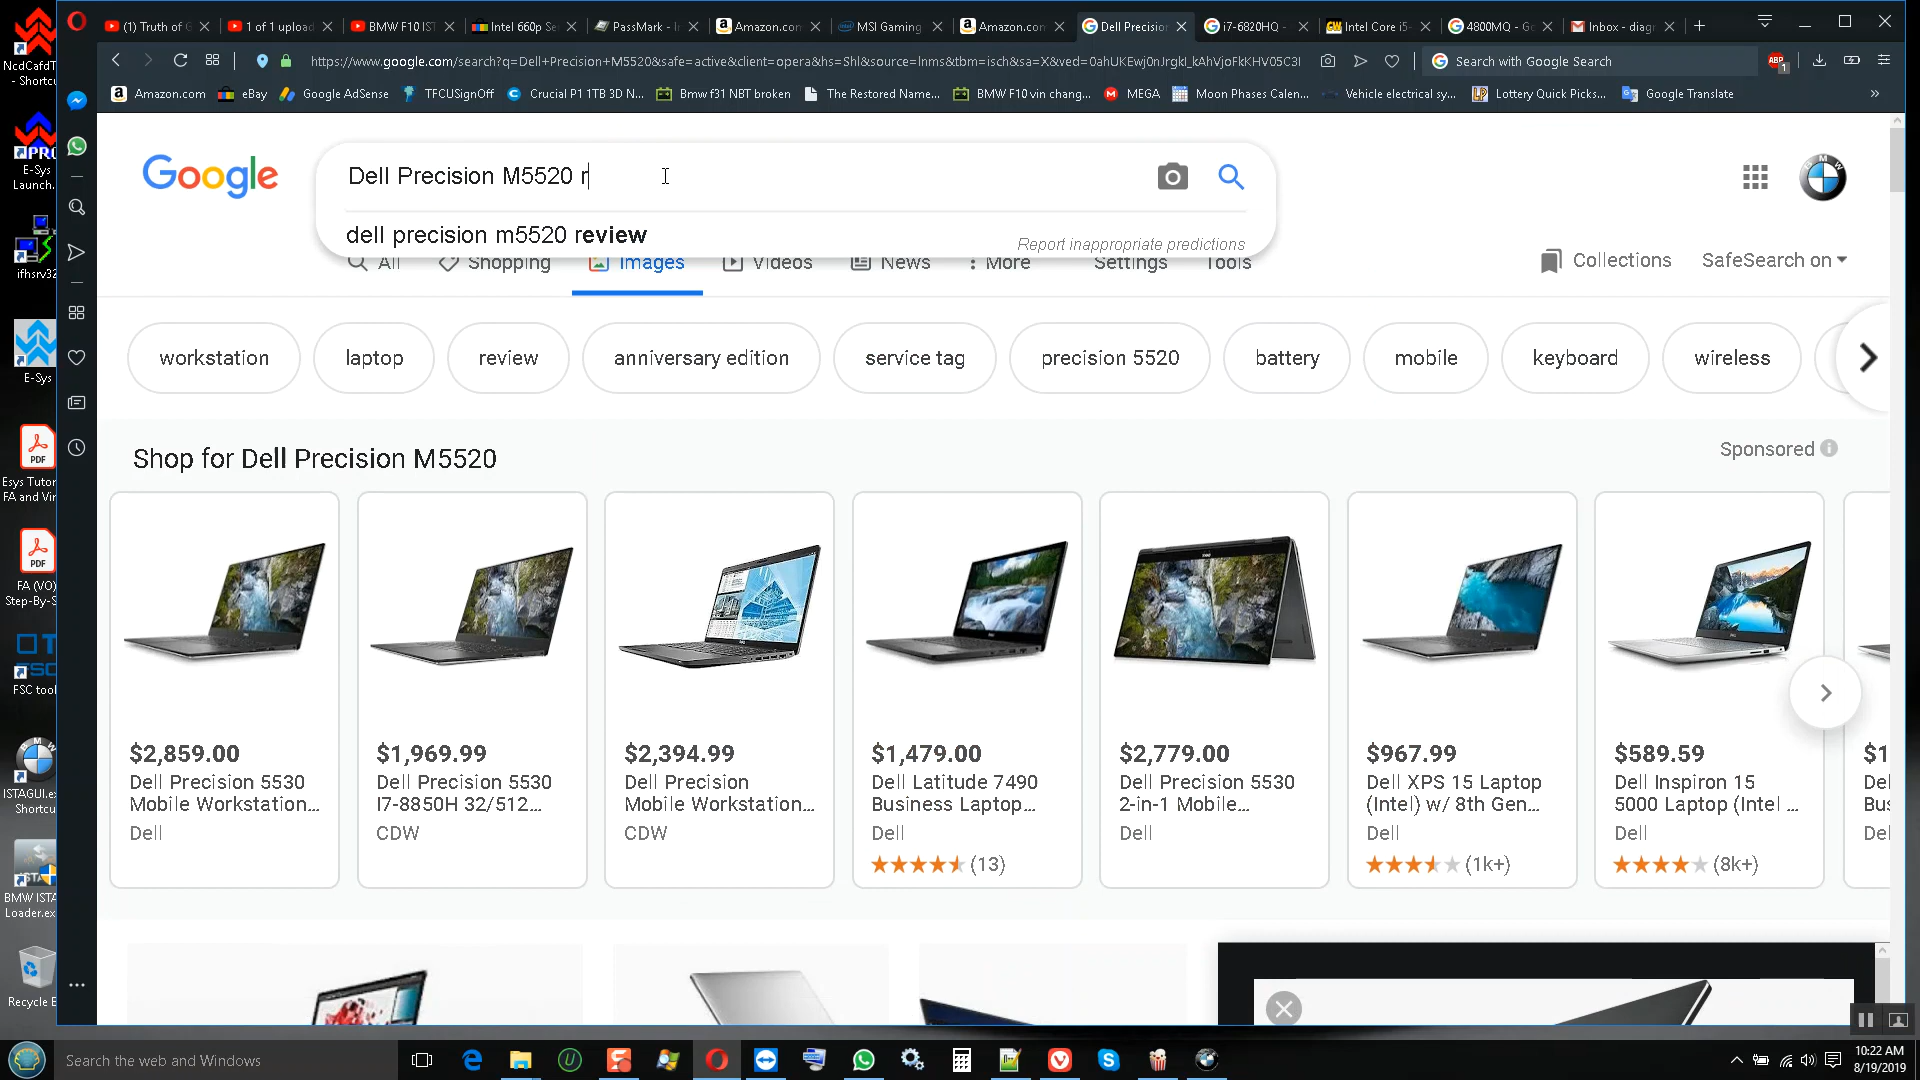 (1) Truth of G
1 of 1 upload
BMW F10 IST
Intel 660p Se
PassMark - I
Amazon.com
MSI Gaming
Amazon.com
Dell Precision
i7-6820HQ -
Intel Core i5-
4800MQ - Go
Inbox - diag
https://www.google.com/search?q=Dell+Precision+M5520&safe=active&client=opera&hs=Shl&source=lnms&tbm=isch&sa=X&ved=0ahUKEwj0nJrgkI_kAhVjoFkKHV05C3I
Search with Google Search
ABP
1
Amazon.com
eBay
Google AdSense
TFCUSignOff
Crucial P1 1TB 3D N...
Bmw f31 NBT broken
The Restored Name...
BMW F10 vin chang...
MEGA
Moon Phases Calen...
Vehicle electrical sy...
Lottery Quick Picks...
Google Translate
NcdCafdT
- Shortcu
E-Sys
Launch.
ifhsrv32
E-Sys
PDF
Esys Tutor
FA and Vir
PDF
FA (VO)
Step-By-S
FSC tool
ISTAGUI.ex
Shortcu
BMW ISTA
Loader.ex
Recycle B
Google
Dell Precision M5520 r
dell precision m5520 review
Report inappropriate predictions
All
Shopping
Images
Videos
News
More
Settings
Tools
Collections
SafeSearch on
workstation
laptop
review
anniversary edition
service tag
precision 5520
battery
mobile
keyboard
wireless
Shop for Dell Precision M5520
Sponsored
$2,859.00
Dell Precision 5530
Mobile Workstation...
Dell
$1,969.99
Dell Precision 5530
I7-8850H 32/512...
CDW
$2,394.99
Dell Precision
Mobile Workstation...
CDW
$1,479.00
Dell Latitude 7490
Business Laptop...
Dell
(13)
$2,779.00
Dell Precision 5530
2-in-1 Mobile...
Dell
$967.99
Dell XPS 15 Laptop
(Intel) w/ 8th Gen...
Dell
(1k+)
$589.59
Dell Inspiron 15
5000 Laptop (Intel ...
Dell
(8k+)
$1
Del
Bus
Del
Search the web and Windows
10:22 AM
8/19/2019